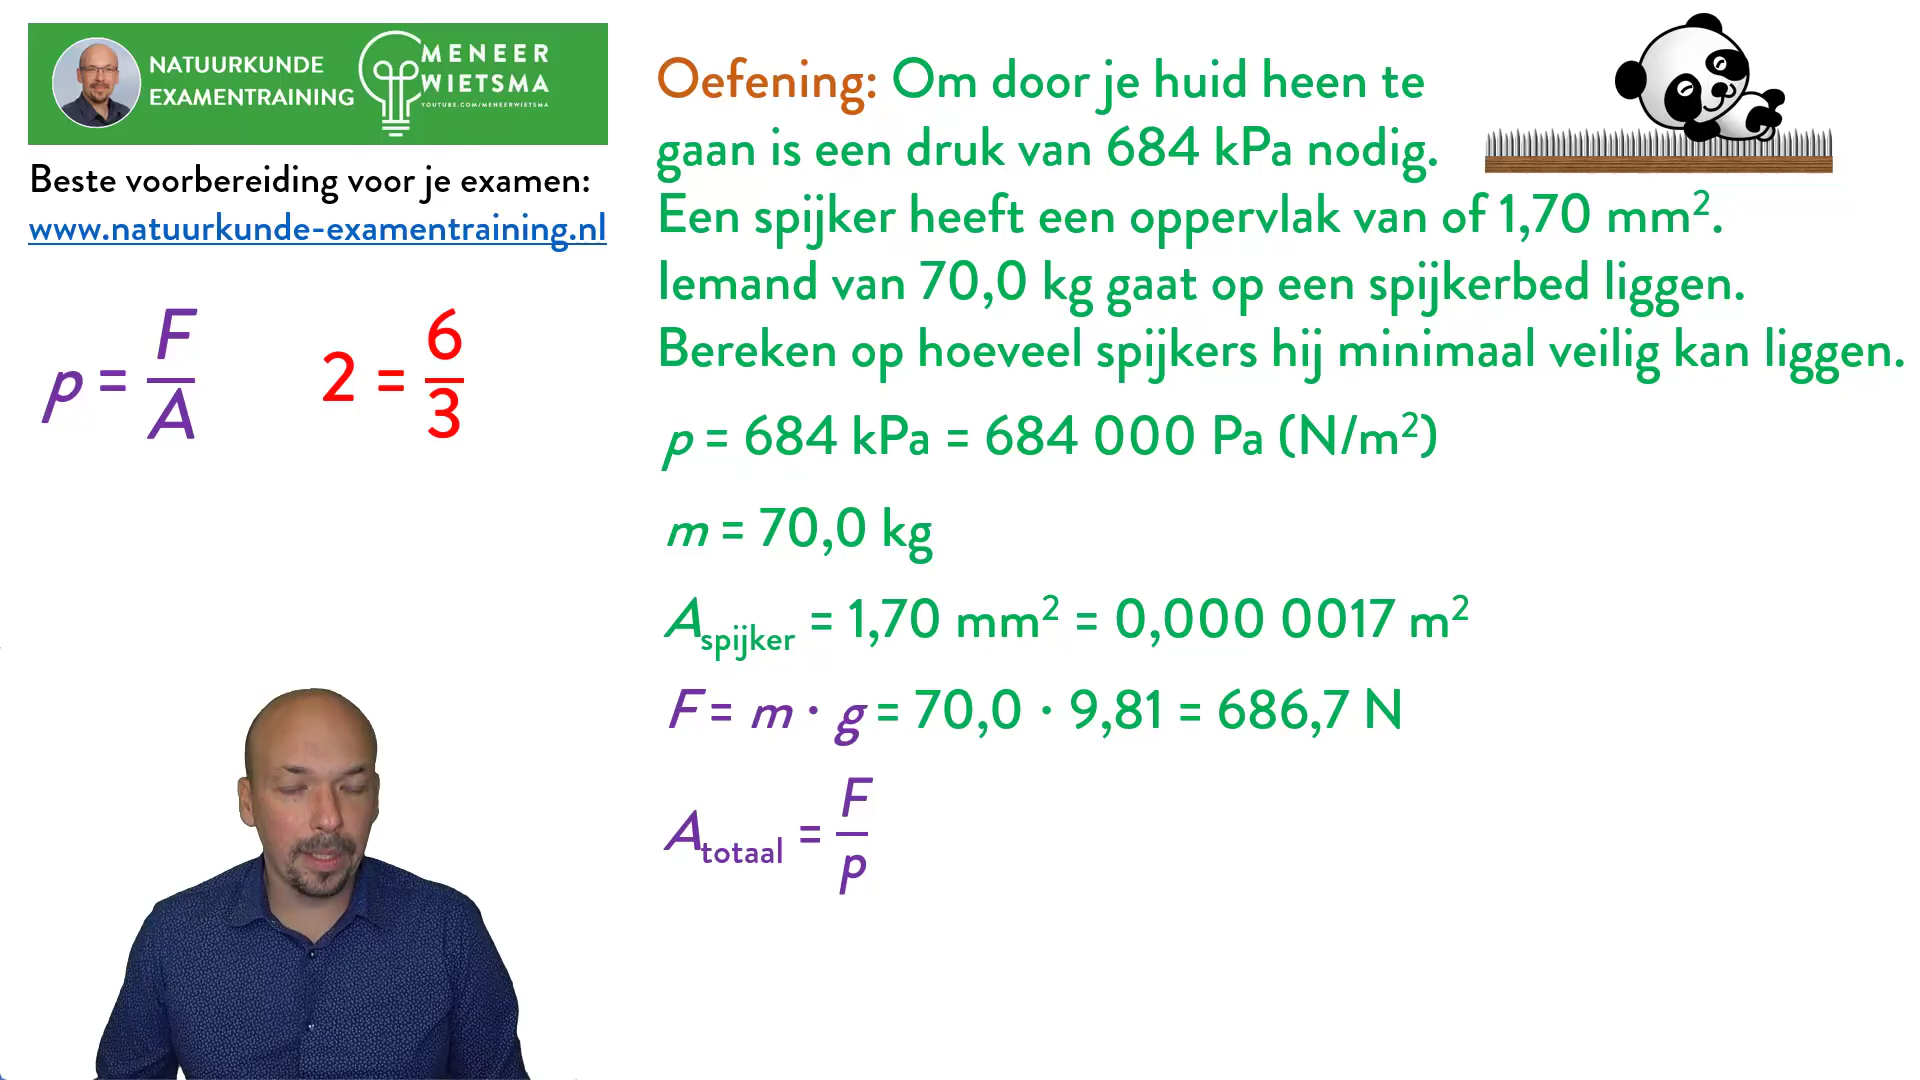 NATUURKUNDE
EXAMENTRAINING
MENEER
WIETSMA
YOUTUBE.COM/MENEERWIETSMA
Beste voorbereiding voor je examen:
www.natuurkunde-examentraining.nl
p = F/A
2 = 6/3
Oefening: Om door je huid heen te
gaan is een druk van 684 kPa nodig.
Een spijker heeft een oppervlak van of 1,70 mm².
Iemand van 70,0 kg gaat op een spijkerbed liggen.
Bereken op hoeveel spijkers hij minimaal veilig kan liggen.
p = 684 kPa = 684 000 Pa (N/m²)
m = 70,0 kg
A spijker = 1,70 mm² = 0,000 0017 m²
F = m · g = 70,0 · 9,81 = 686,7 N
A totaal = F/p